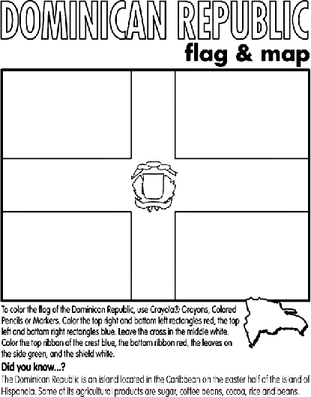 DOMINICAN REPUBLIC
flag & map
To color the flag of the Dominican Republic, use Crayola® Crayons, Colored
Pencils or Markers. Color the top right and bottom left rectangles red, the top
left and bottom right rectangles blue. Leave the cross in the middle white.
Color the top ribbon of the crest blue, the bottom ribbon red, the leaves on
the side green, and the shield white.
Did you know...?
The Dominican Republic is an island located in the Caribbean on the easter half of the island of
Hispaniola. Some of its agricultural products are sugar, coffee beans, cocoa, rice and beans.